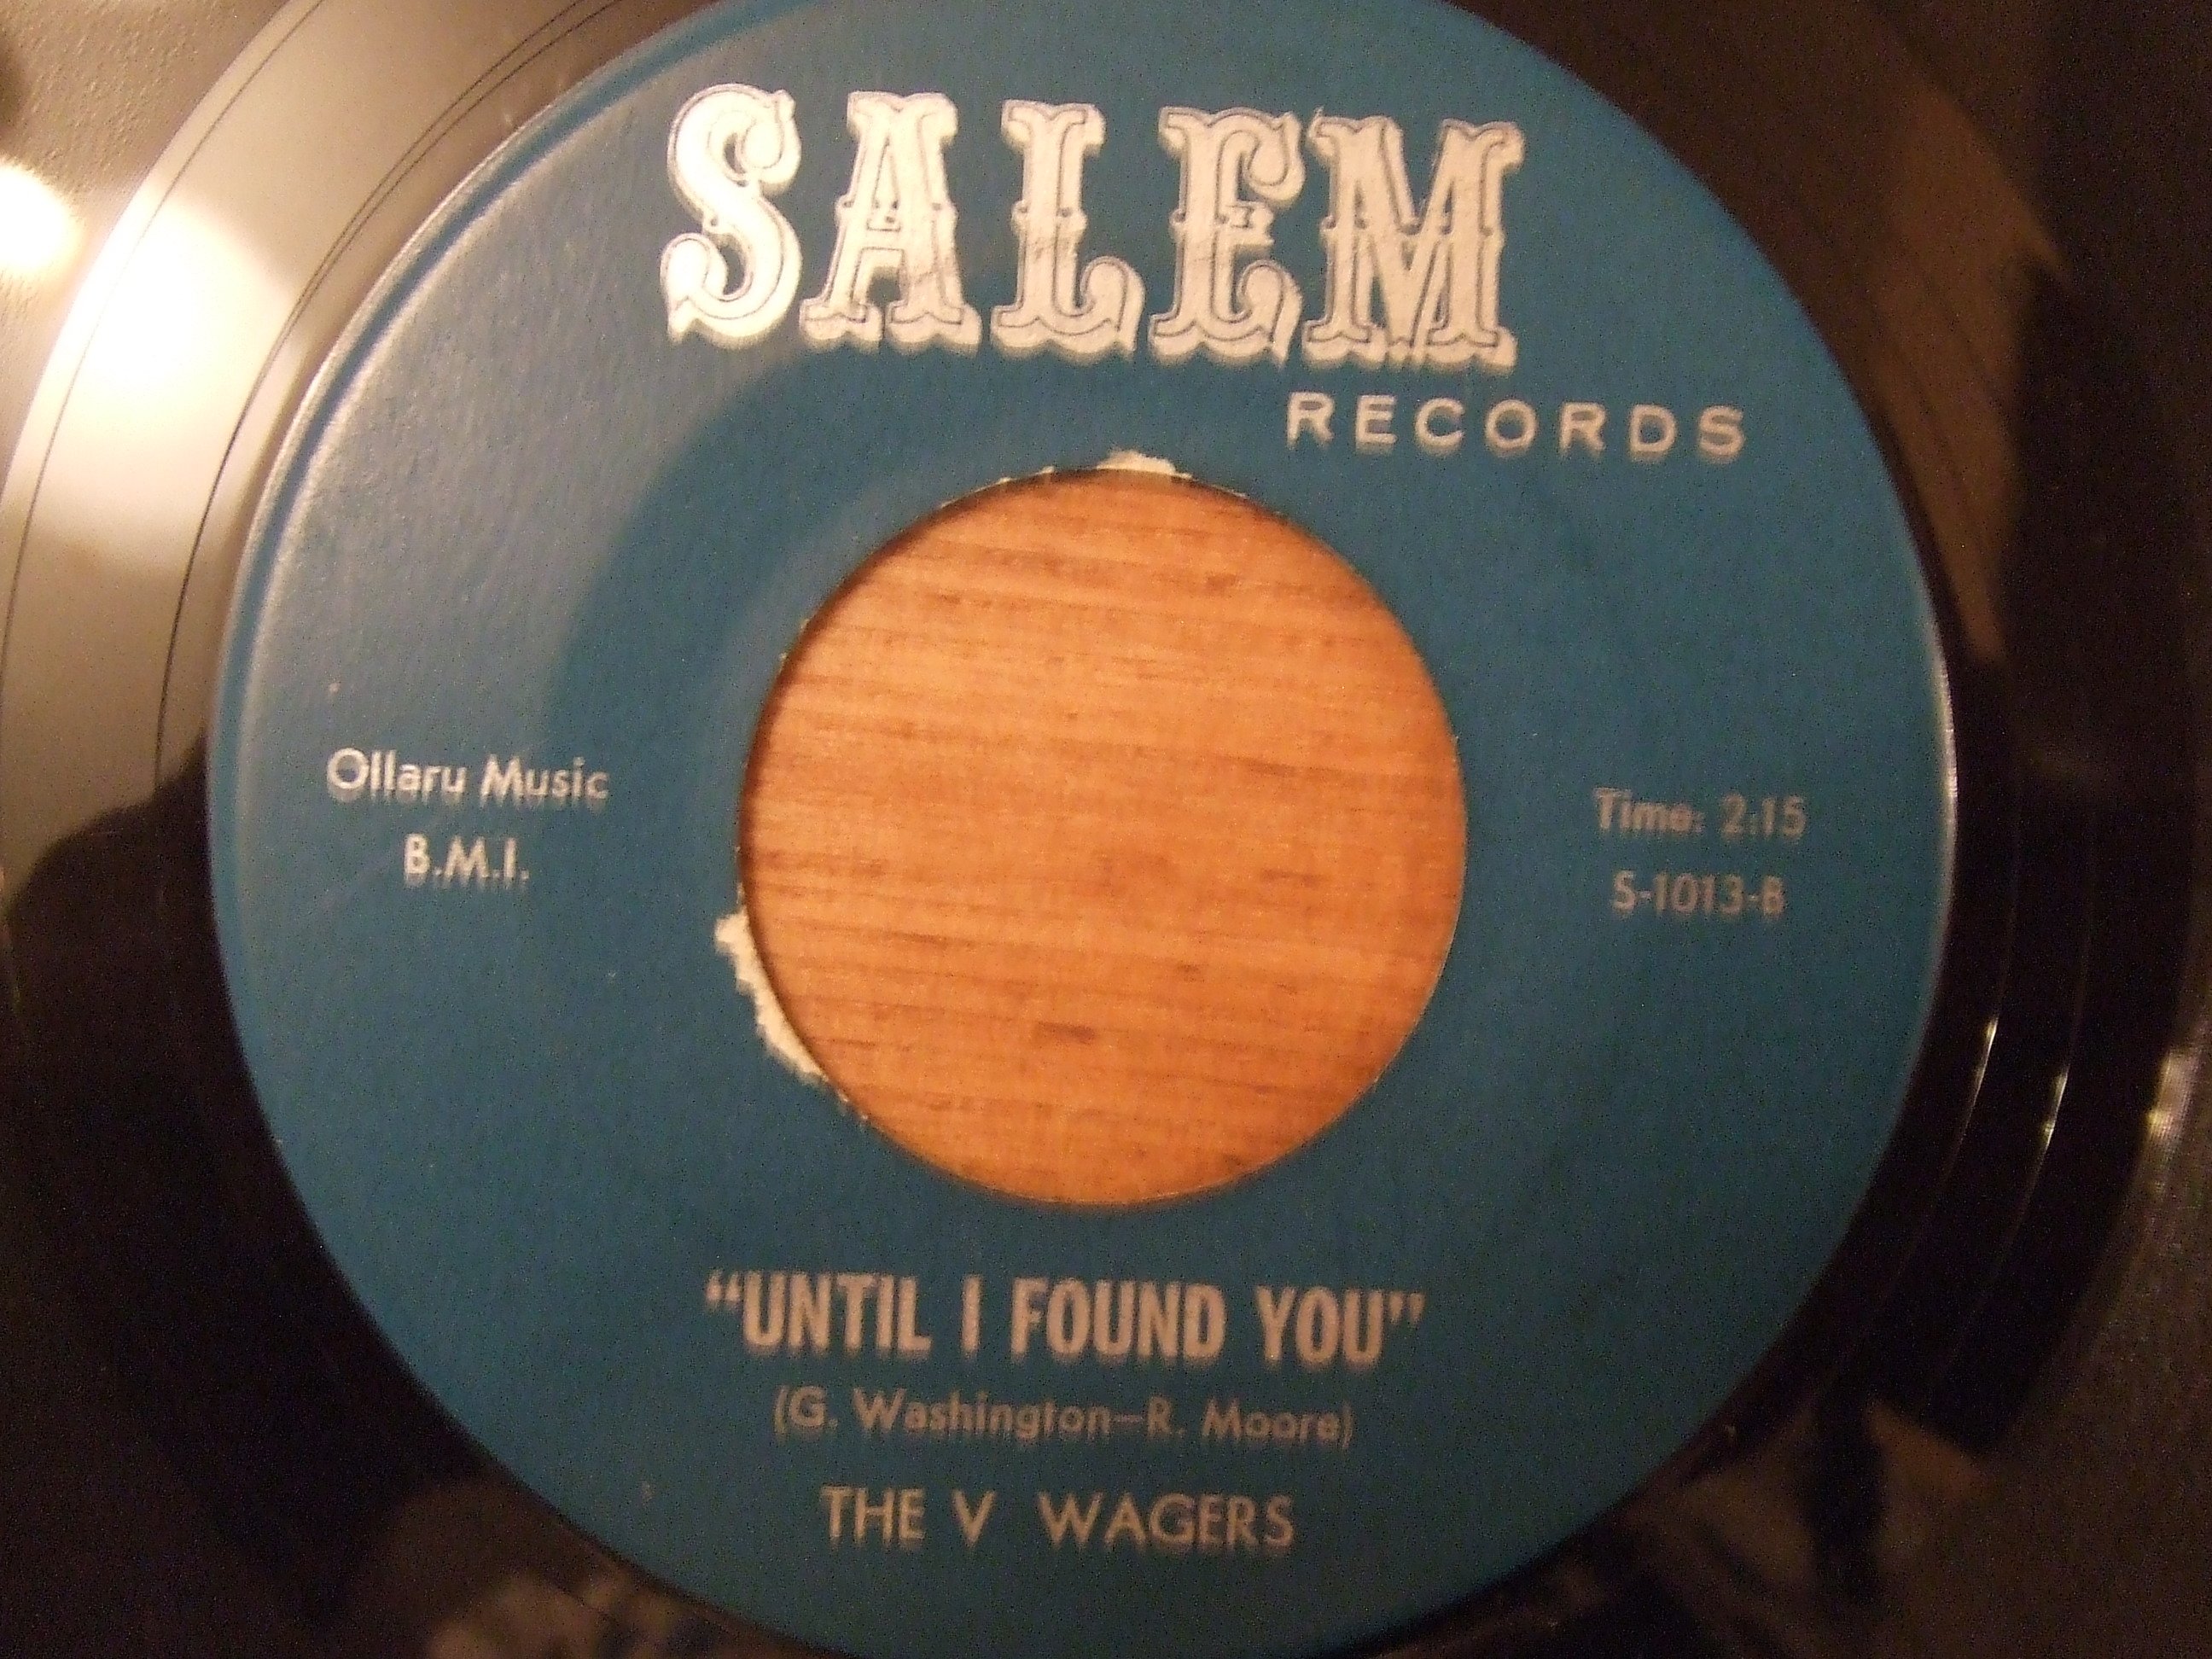 SALEM
RECORDS
Ollaru Music
B.M.I.
Time: 2:15
S-1013-B
“UNTIL I FOUND YOU”
(G. Washington—R. Moore)
THE V WAGERS